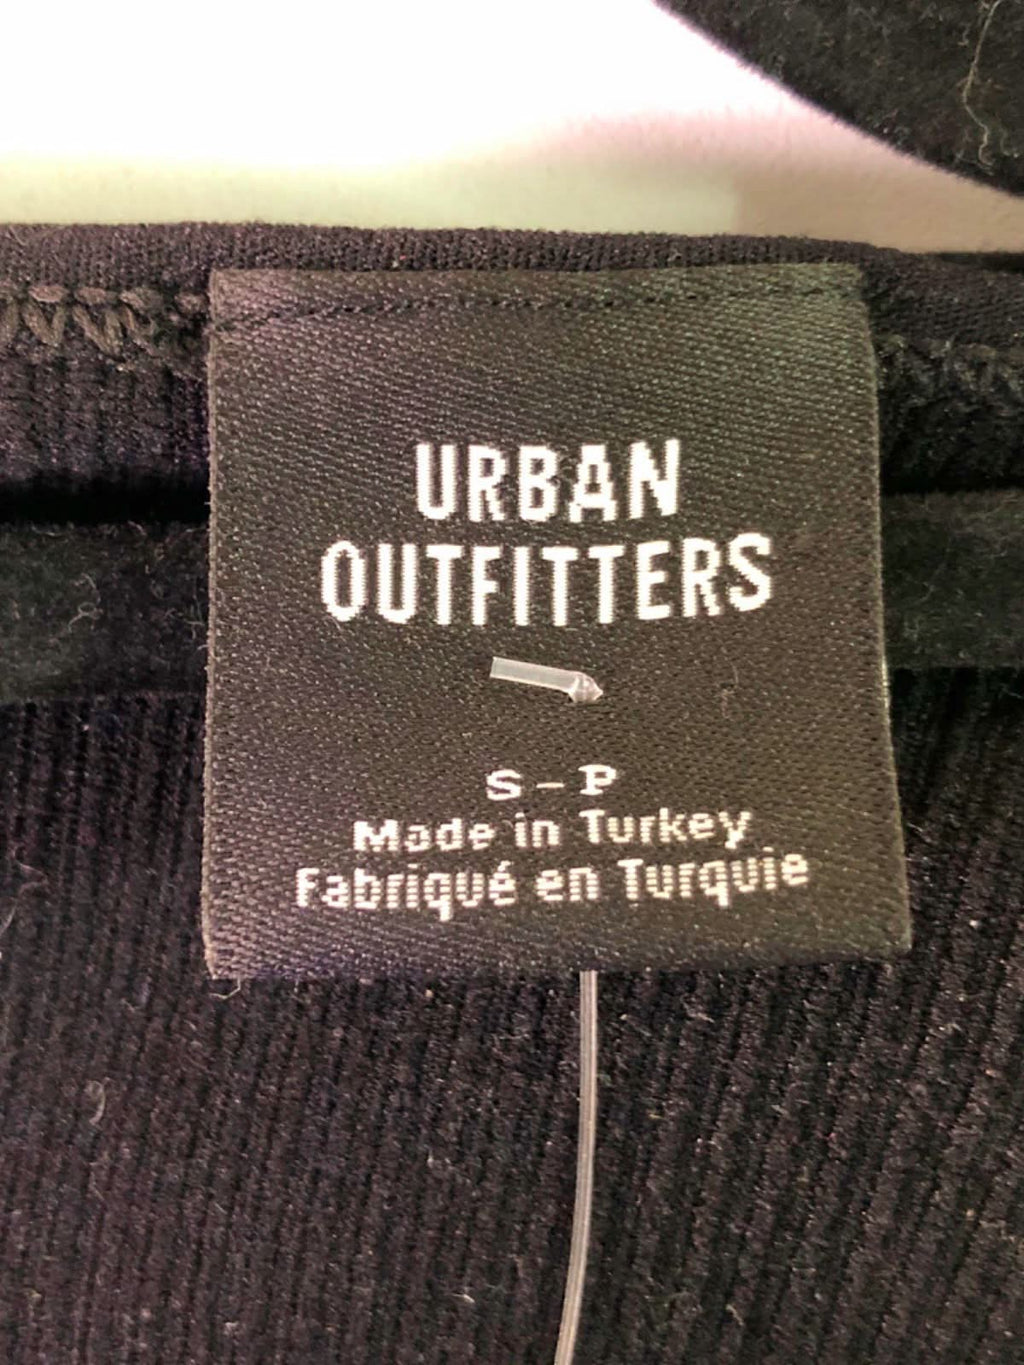 URBAN
OUTFITTERS
S - P
Made in Turkey
Fabriqué en Turquie